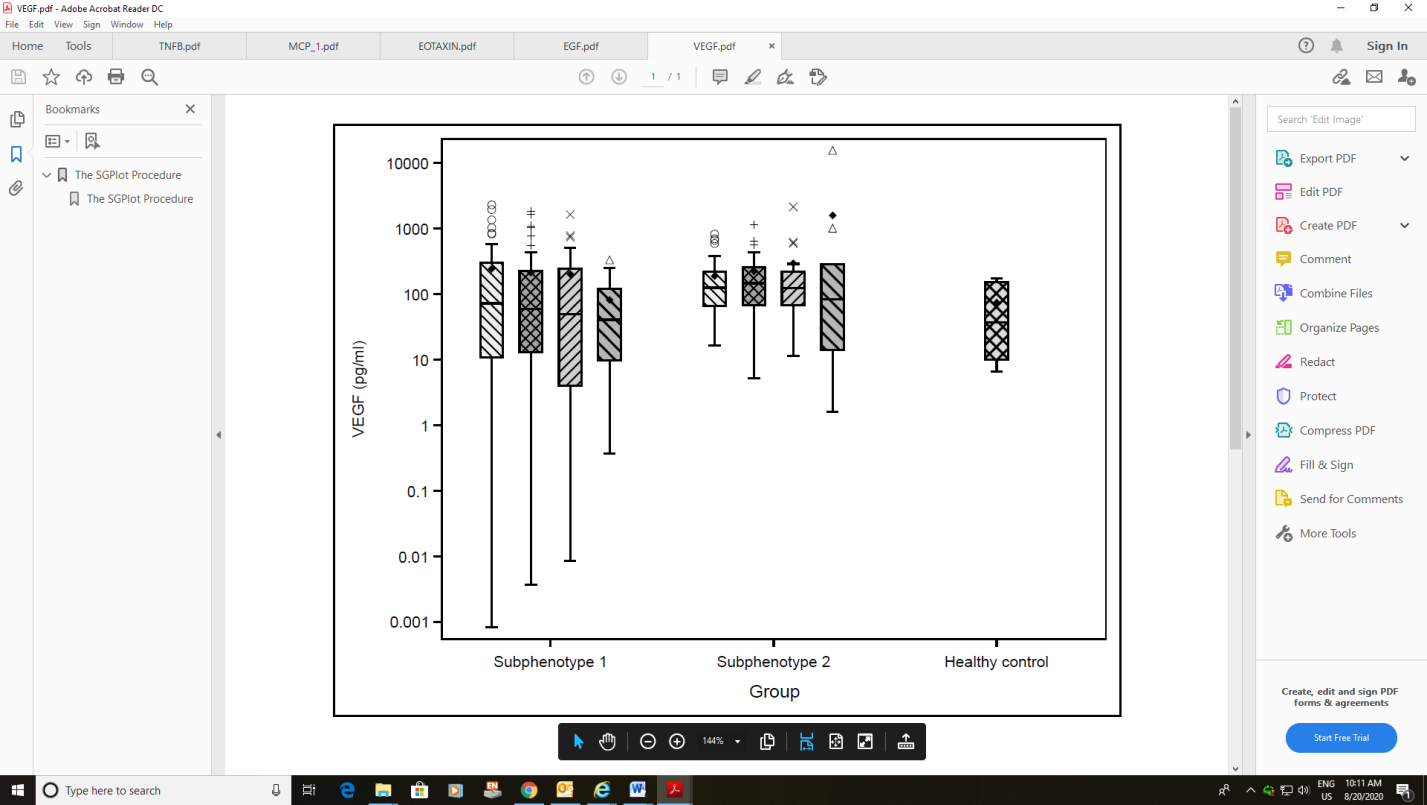 VEGF.pdf - Adobe Acrobat Reader DC
File Edit View Sign Window Help
Home Tools TNFB.pdf MCP_1.pdf EOTAXIN.pdf EGF.pdf VEGF.pdf × ? Sign In
1 / 1
Bookmarks
The SGPlot Procedure
The SGPlot Procedure
10000
1000
100
10
1
0.1
0.01
0.001
VEGF (pg/ml)
Subphenotype 1 Subphenotype 2 Healthy control
Group
144%
Search 'Edit Image'
Export PDF
Edit PDF
Create PDF
Comment
Combine Files
Organize Pages
Redact
Protect
Compress PDF
Fill & Sign
Send for Comments
More Tools
Create, edit and sign PDF
forms & agreements
Start Free Trial
Type here to search
EN
ENG
US
10:11 AM
8/20/2020
1